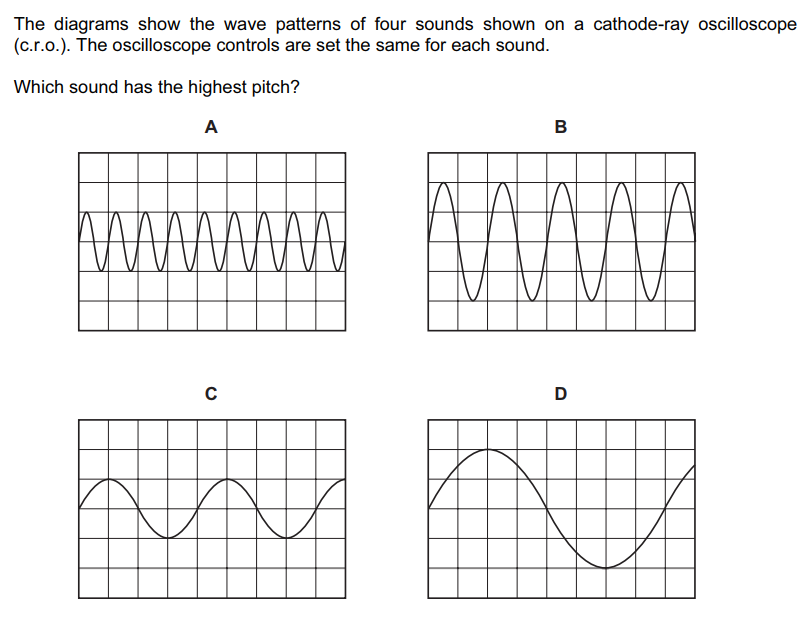 The diagrams show the wave patterns of four sounds shown on a cathode-ray oscilloscope
(c.r.o.). The oscilloscope controls are set the same for each sound.
Which sound has the highest pitch?
A
B
C
D